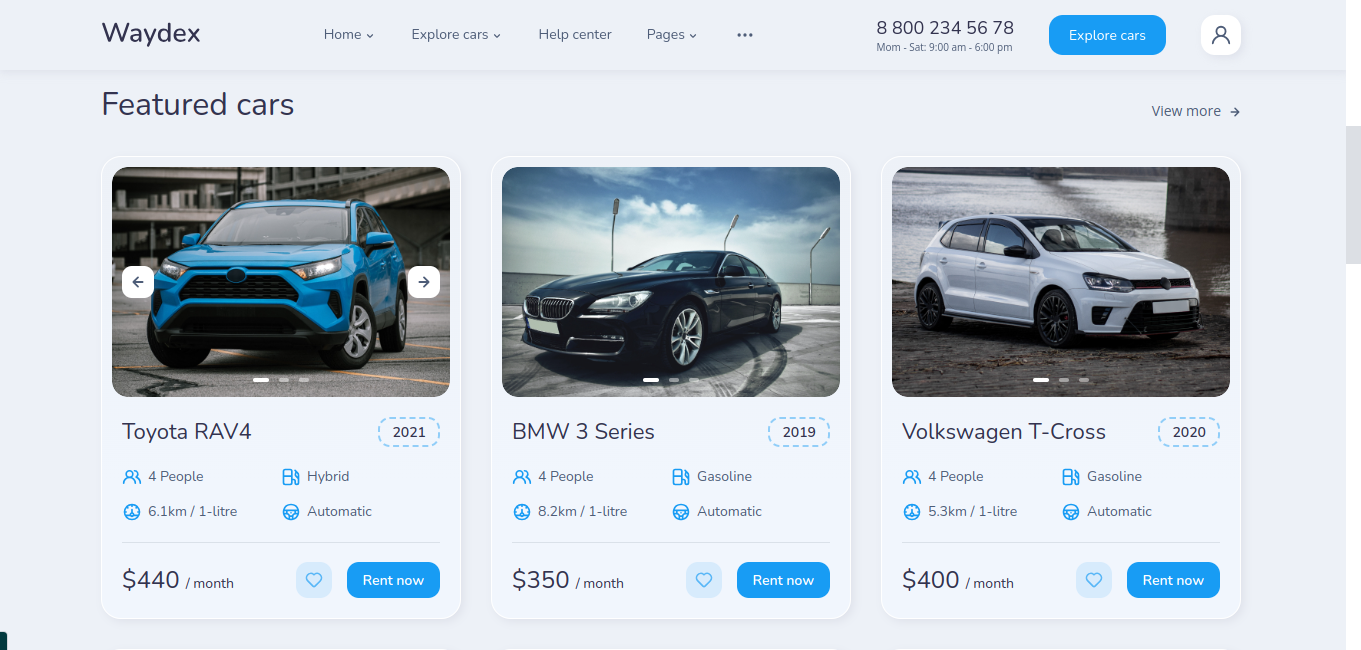 Waydex
Home
Explore cars
Help center
Pages
8 800 234 56 78
Mon - Sat: 9:00 am - 6:00 pm
Explore cars
Featured cars
View more
Toyota RAV4
2021
4 People
Hybrid
6.1km / 1-litre
Automatic
$440 / month
Rent now
BMW 3 Series
2019
4 People
Gasoline
8.2km / 1-litre
Automatic
$350 / month
Rent now
Volkswagen T-Cross
2020
4 People
Gasoline
5.3km / 1-litre
Automatic
$400 / month
Rent now